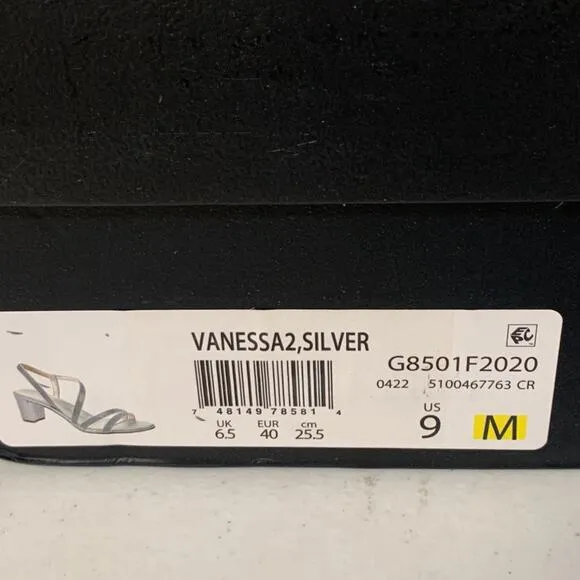 VANESSA2,SILVER
G8501F2020
0422 5100467763 CR
7 48149 78581 4
UK EUR cm
6.5 40 25.5
US
9 M